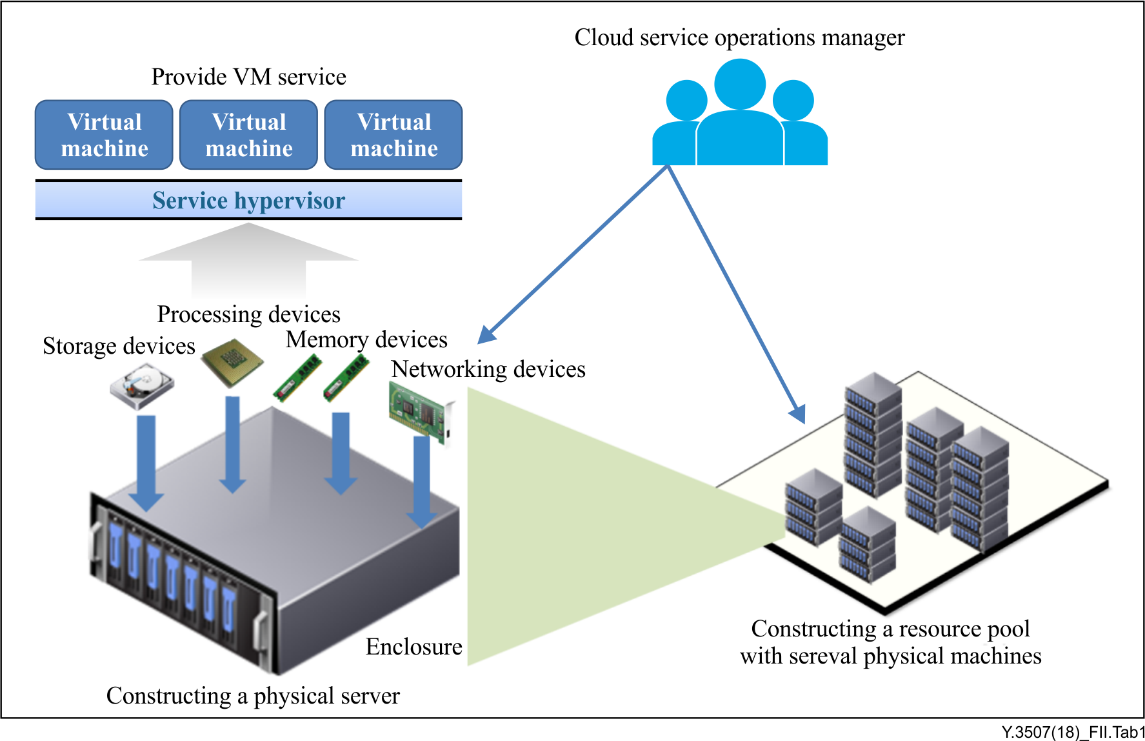 Cloud service operations manager
Provide VM service
Virtual
machine
Virtual
machine
Virtual
machine
Service hypervisor
Processing devices
Storage devices
Memory devices
Networking devices
Enclosure
Constructing a physical server
Constructing a resource pool
with sereval physical machines
Y.3507(18)_FII.Tab1